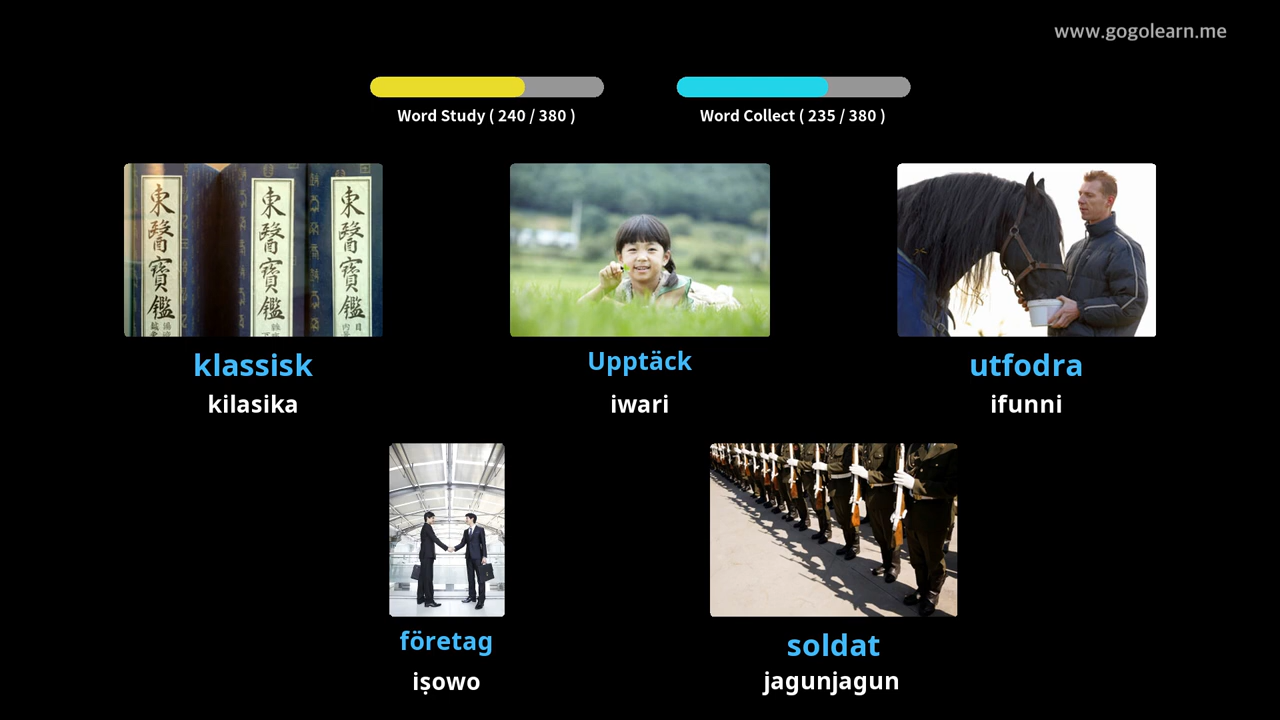 www.gogolearn.me
Word Study ( 240 / 380 )
Word Collect ( 235 / 380 )
東醫寶鑑
東醫寶鑑
東醫寶鑑
klassisk
kilasika
Upptäck
iwari
utfodra
ifunni
företag
iṣowo
soldat
jagunjagun